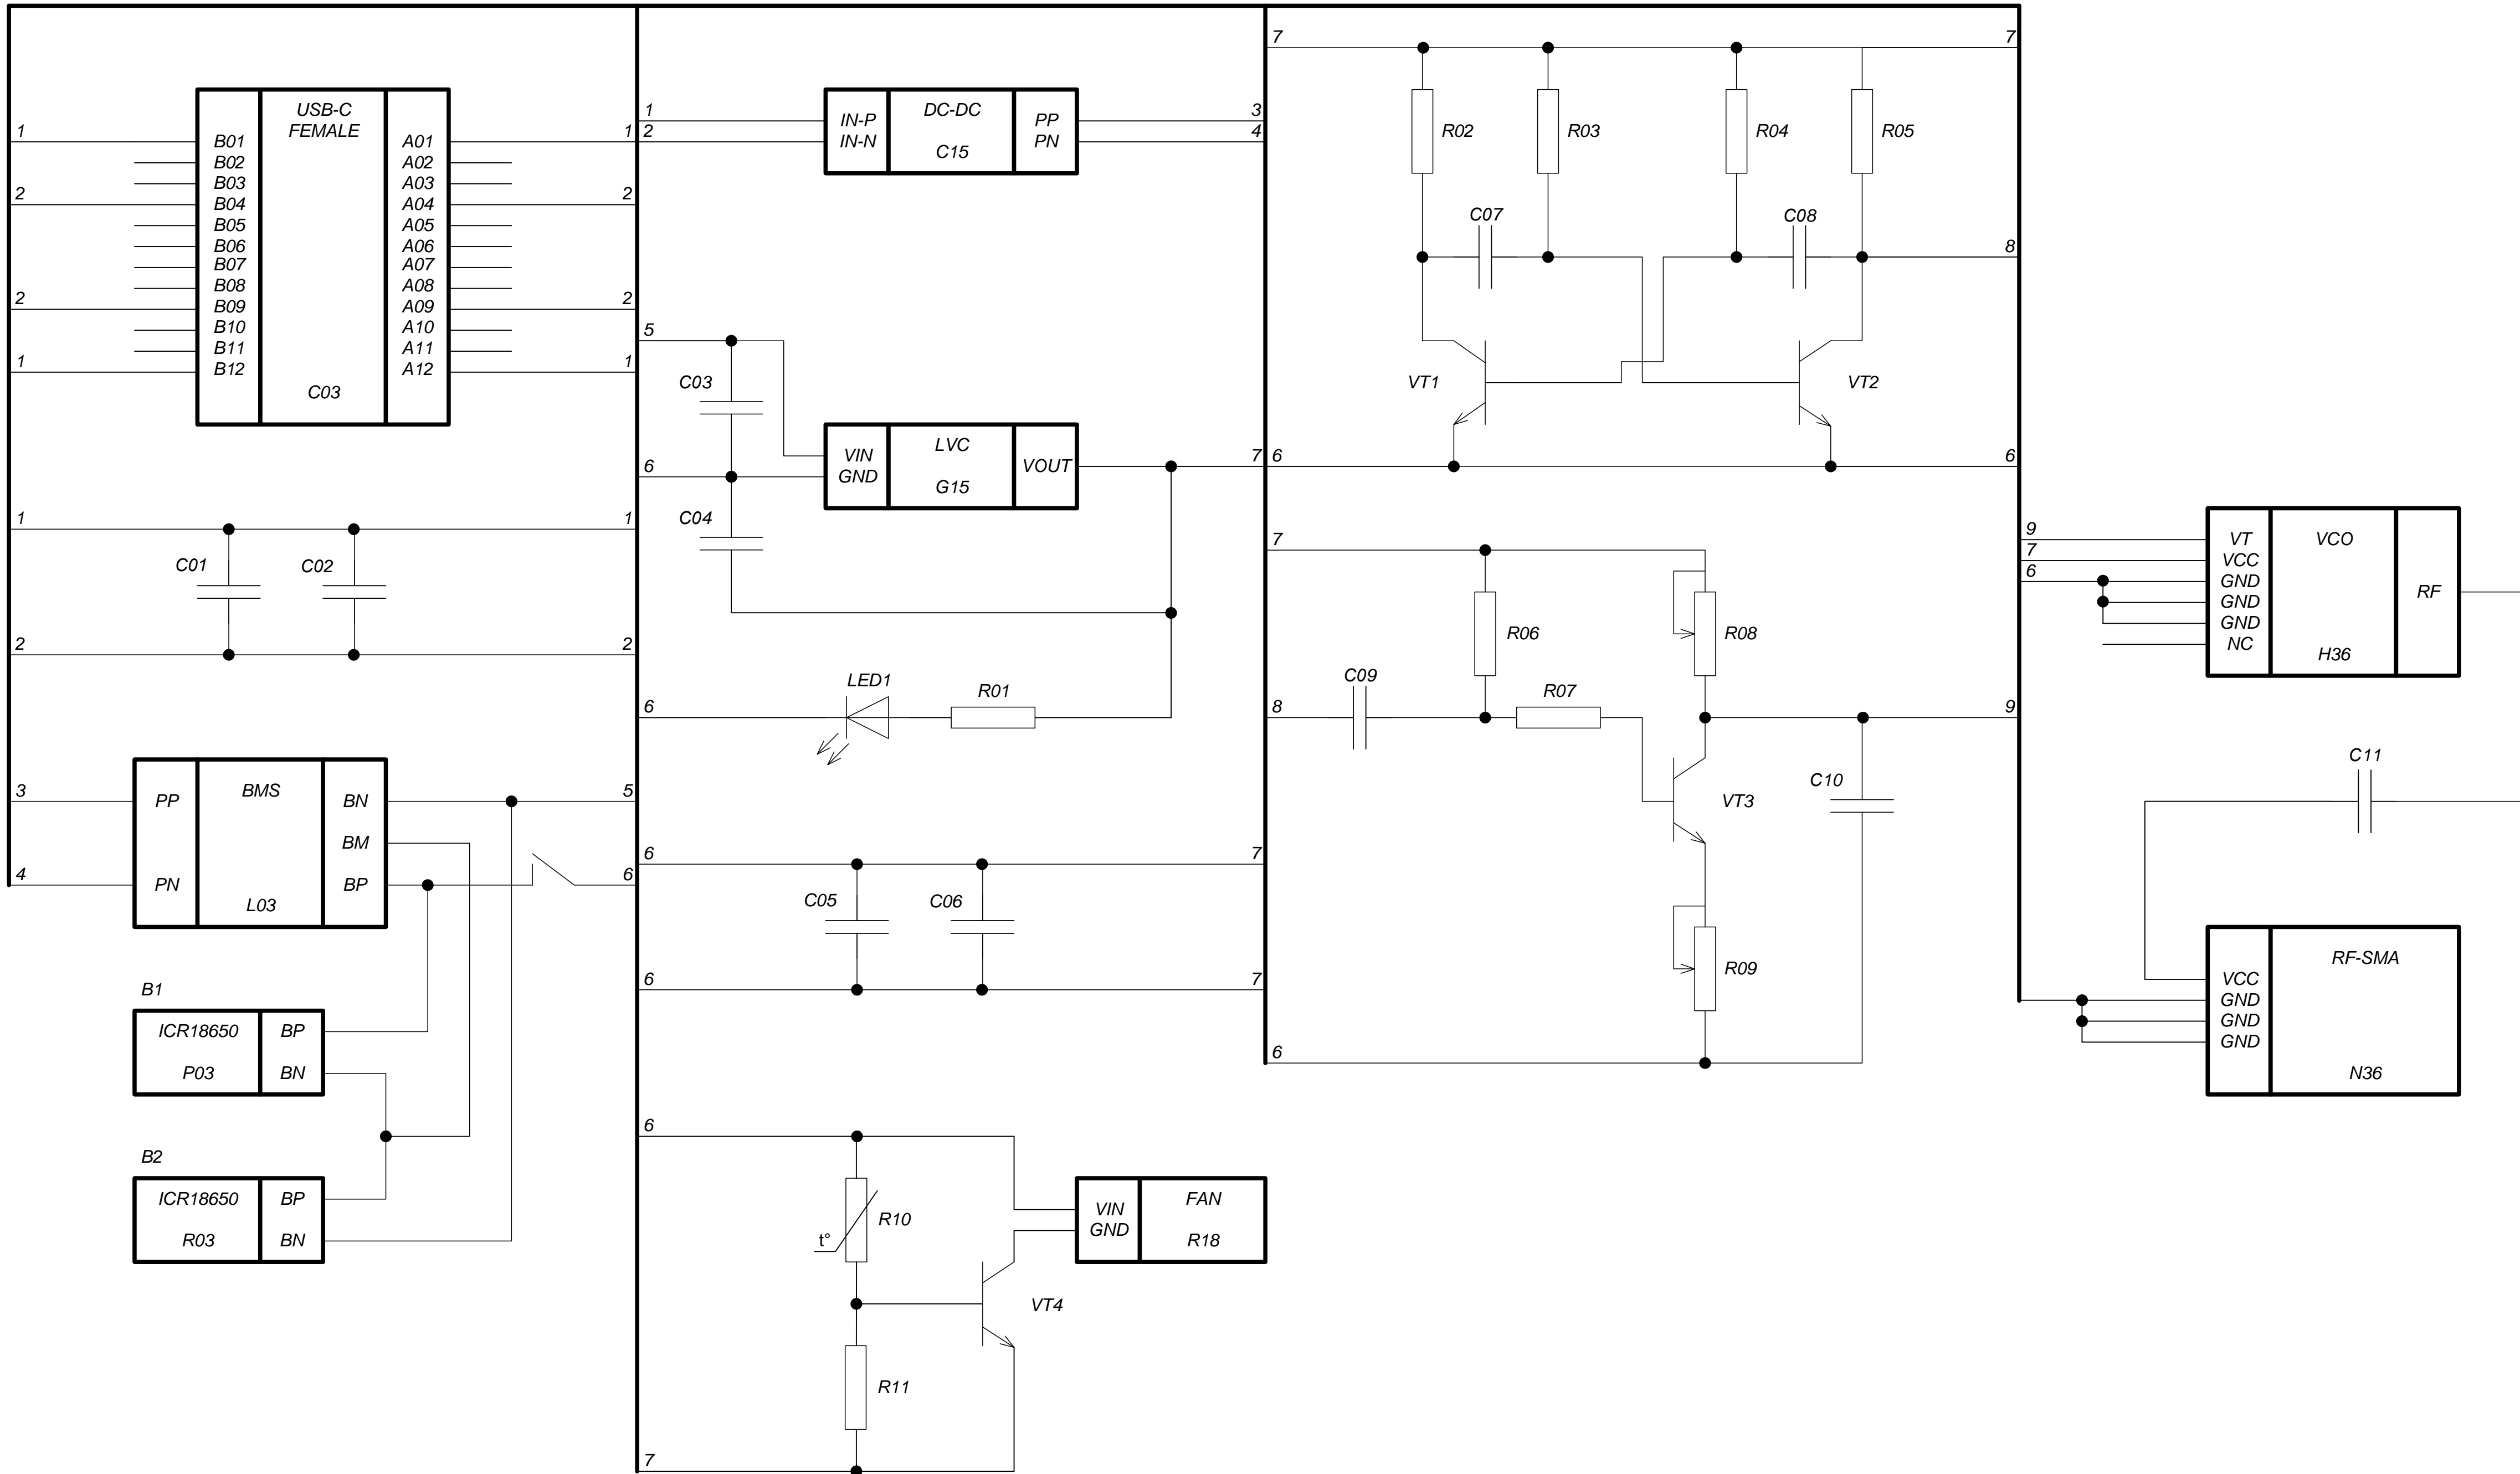 7 7
USB-C
FEMALE
C03
1 B01 A01 1
B02 A02
B03 A03
2 B04 A04 2
B05 A05
B06 A06
B07 A07
B08 A08
2 B09 A09 2
B10 A10
B11 A11
1 B12 A12 1
1 IN-P DC-DC PP 3
2 IN-N C15 PN 4
R02 R03 R04 R05
C07 C08 8
VT1 VT2
5
C03
6
VIN LVC VOUT 7
GND G15
6 6
C04
1 1
C01 C02
2 2
6 LED1 R01
7
R06 R08
8 C09 R07 9
VT3 C10
R09
6
9 VT VCO
7 VCC
6 GND
GND RF
GND
NC H36
C11
VCC RF-SMA
GND
GND
GND
N36
3 PP BMS BN 5
BM
4 PN BP 6
L03
6 7
C05 C06
6 7
B1
ICR18650 BP
P03 BN
B2
ICR18650 BP
R03 BN
6
t° R10
VIN FAN
GND R18
VT4
R11
7